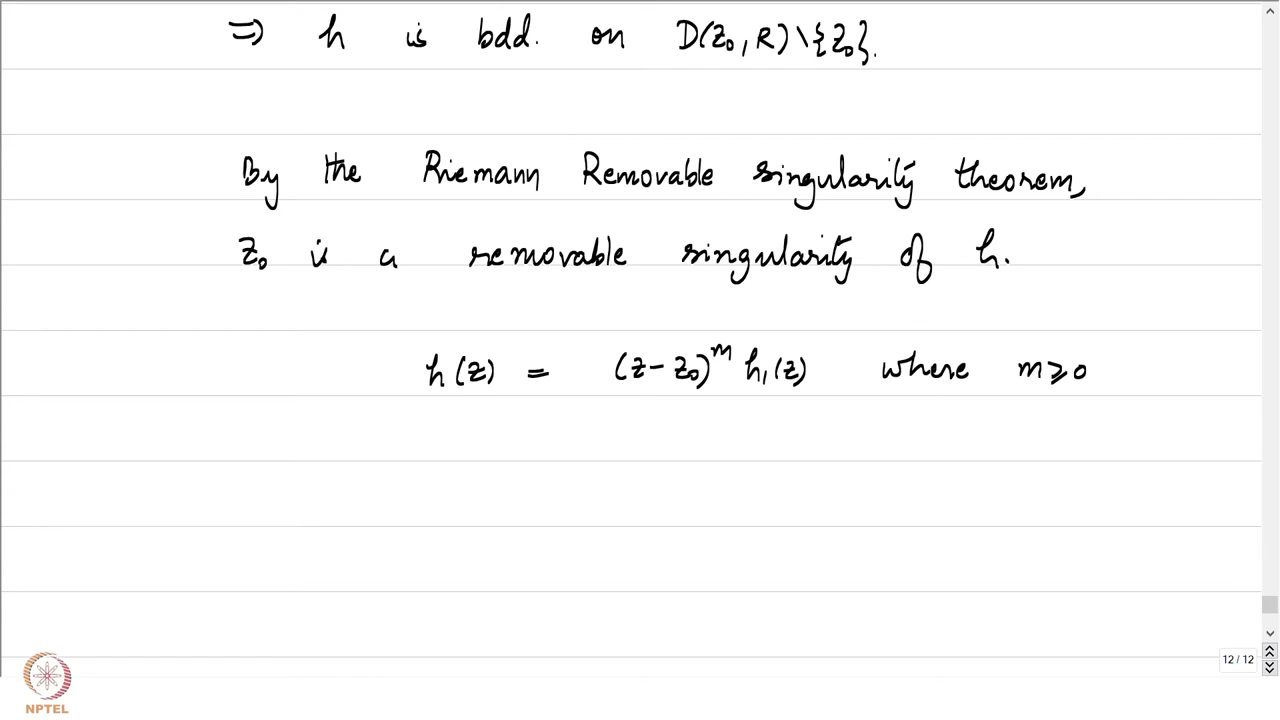 ⇒ h is bdd. on D(z₀, R) \ {z₀}.
By the Riemann Removable singularity theorem,
z₀ is a removable singularity of h.
h(z) = (z-z₀)ᵐ h₁(z) where m ⩾ 0
12 / 12
NPTEL